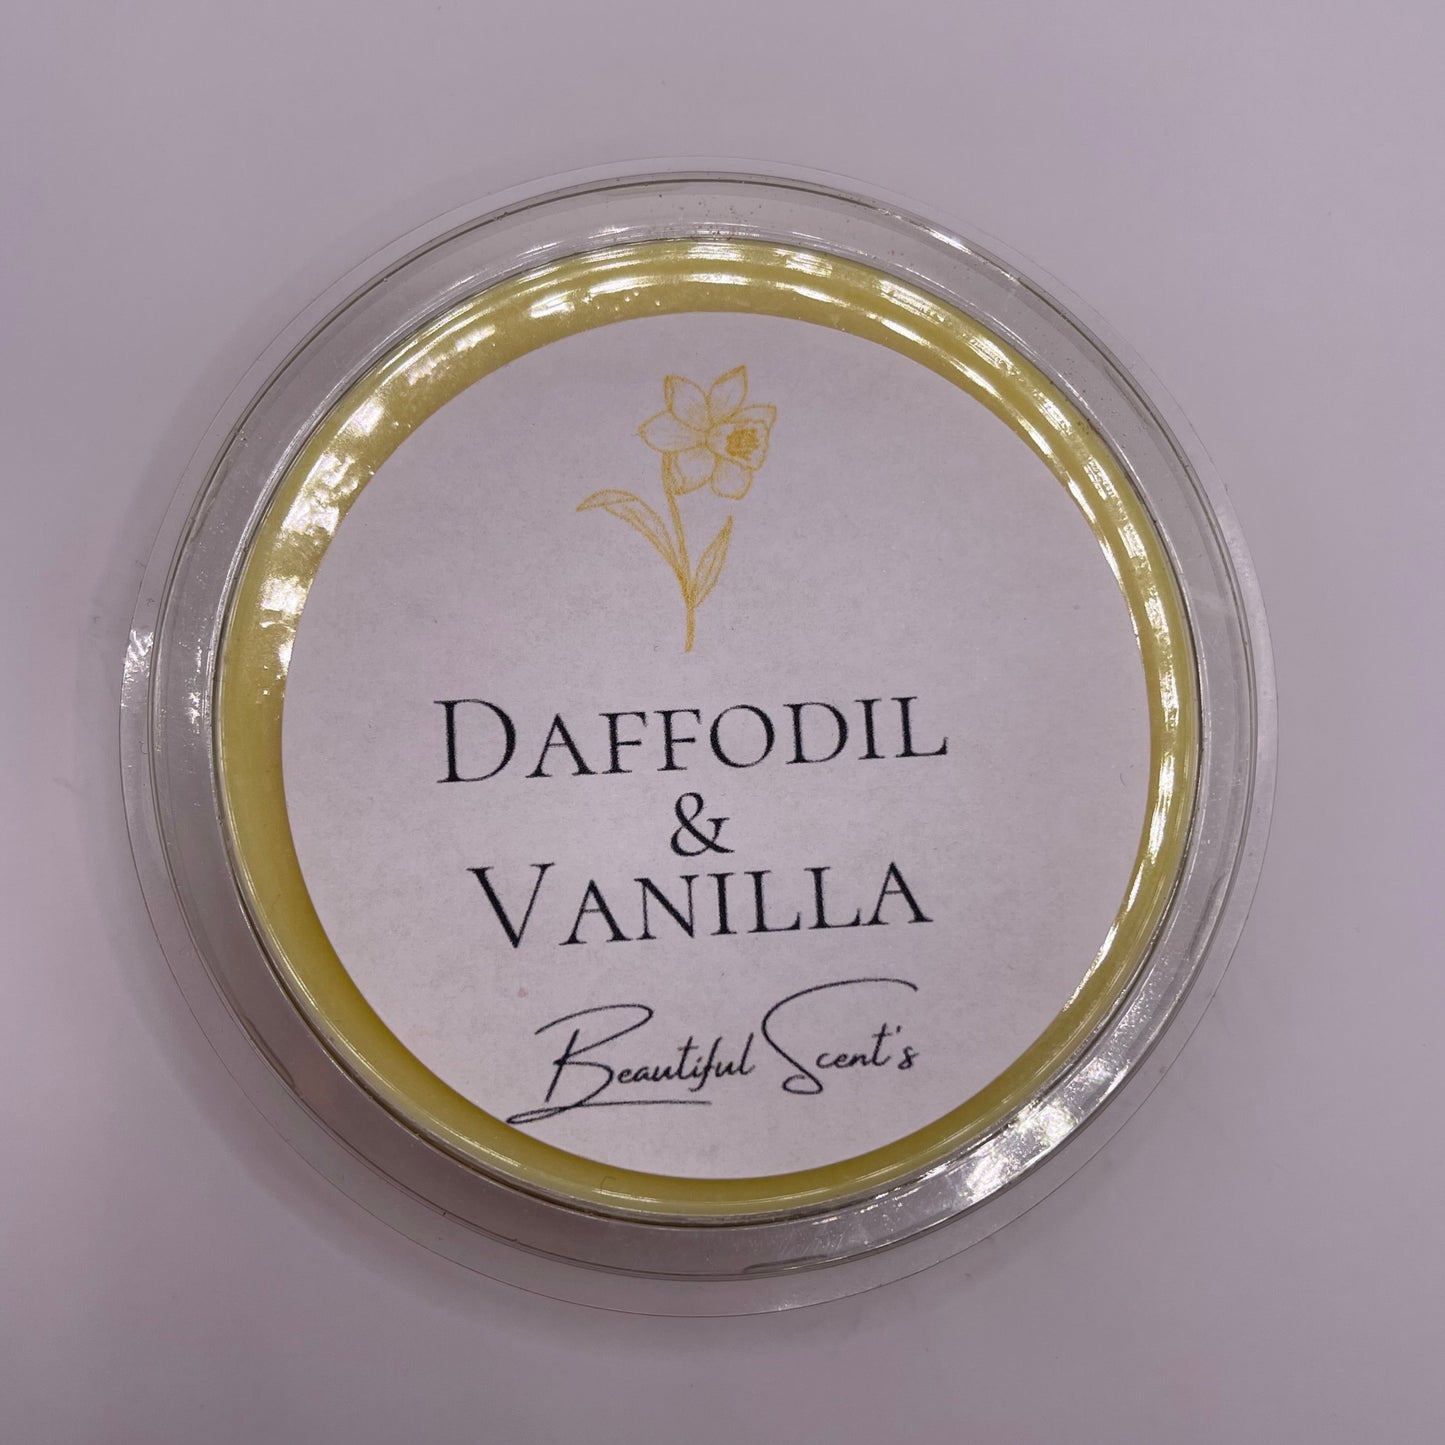 DAFFODIL
&
VANILLA
Beautiful Scent's